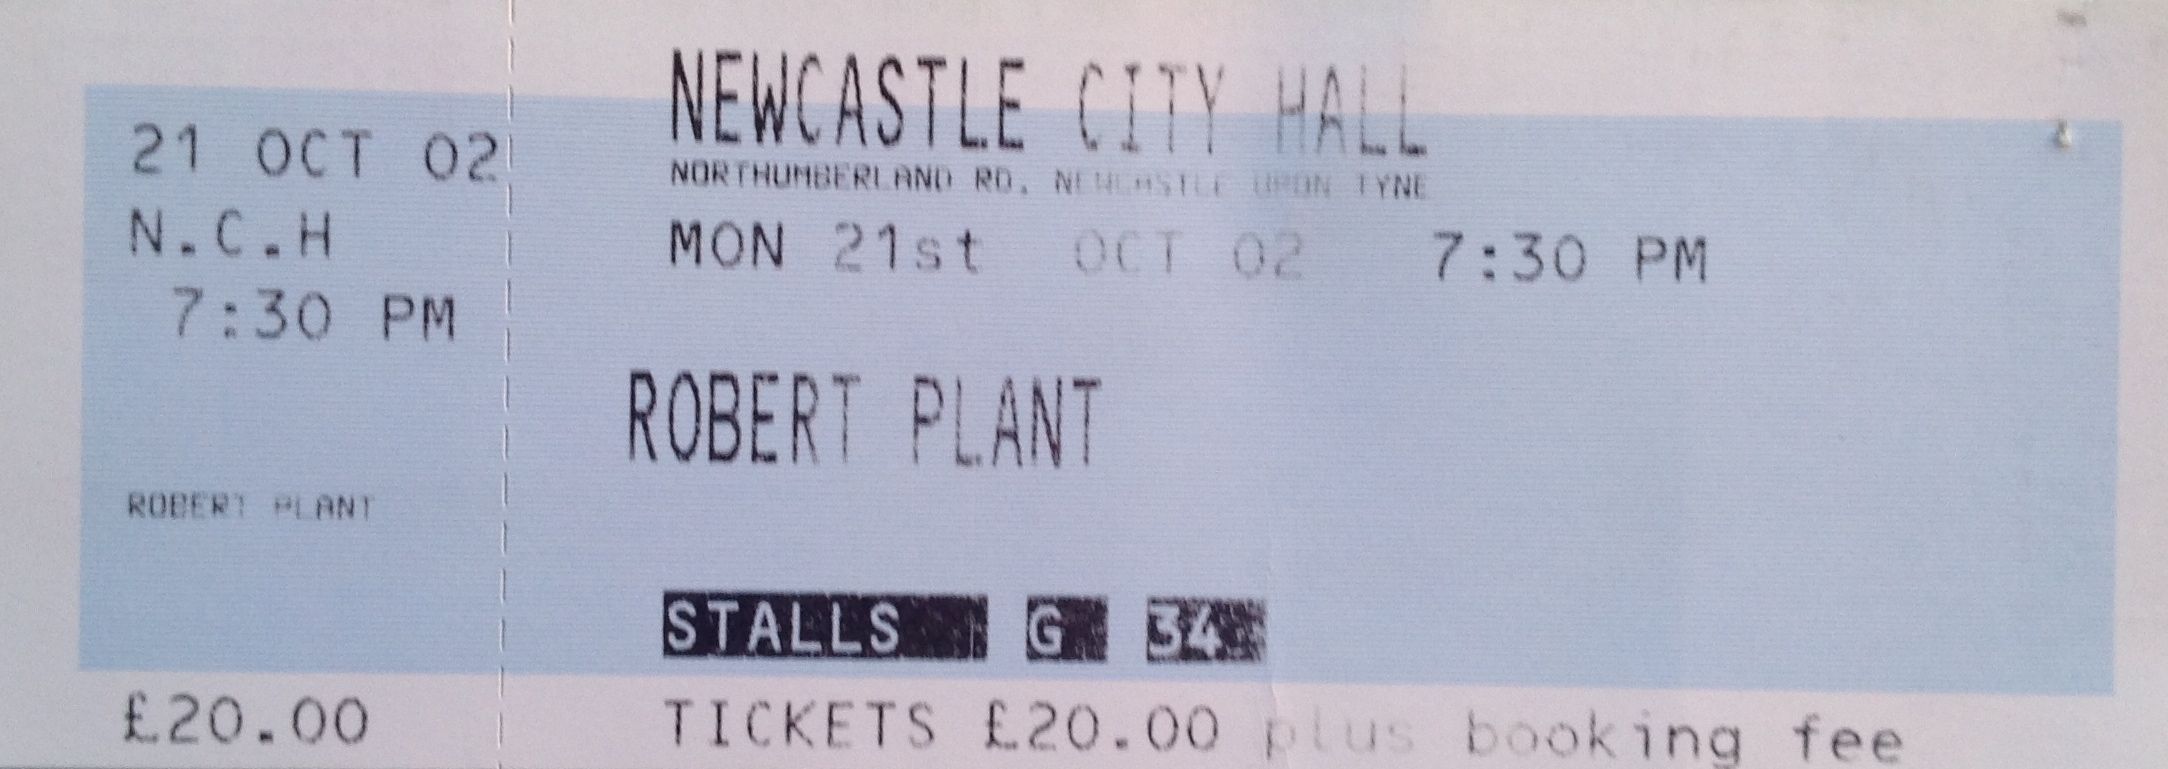 21 OCT 02
N.C.H
7:30 PM
ROBERT PLANT
£20.00
NEWCASTLE CITY HALL
NORTHUMBERLAND RD, NEWCASTLE UPON TYNE
MON 21st OCT 02 7:30 PM
ROBERT PLANT
STALLS G 34
TICKETS £20.00 plus booking fee